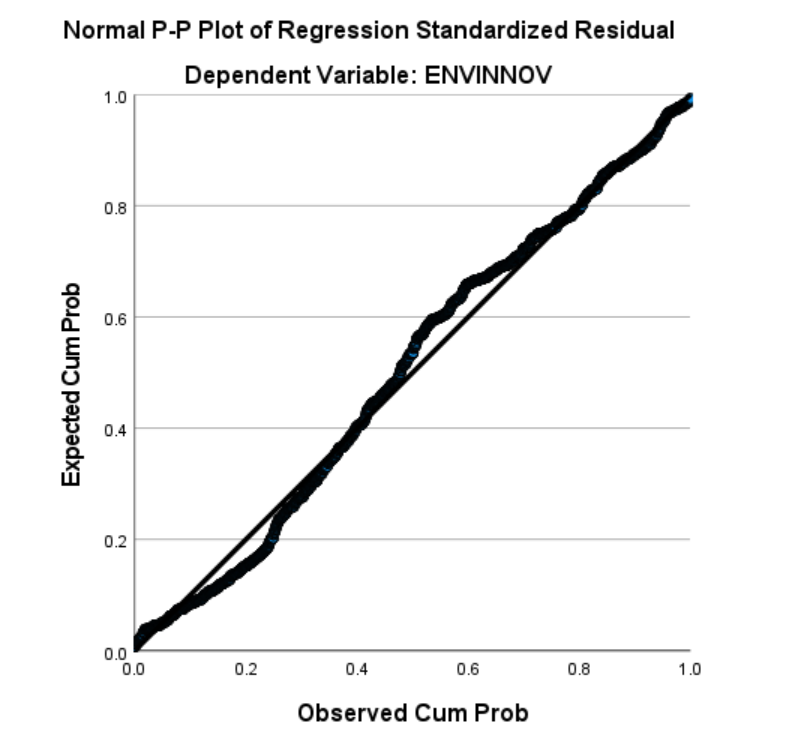 Normal P-P Plot of Regression Standardized Residual
Dependent Variable: ENVINNOV
1.0
0.8
0.6
0.4
0.2
0.0
Expected Cum Prob
0.0 0.2 0.4 0.6 0.8 1.0
Observed Cum Prob